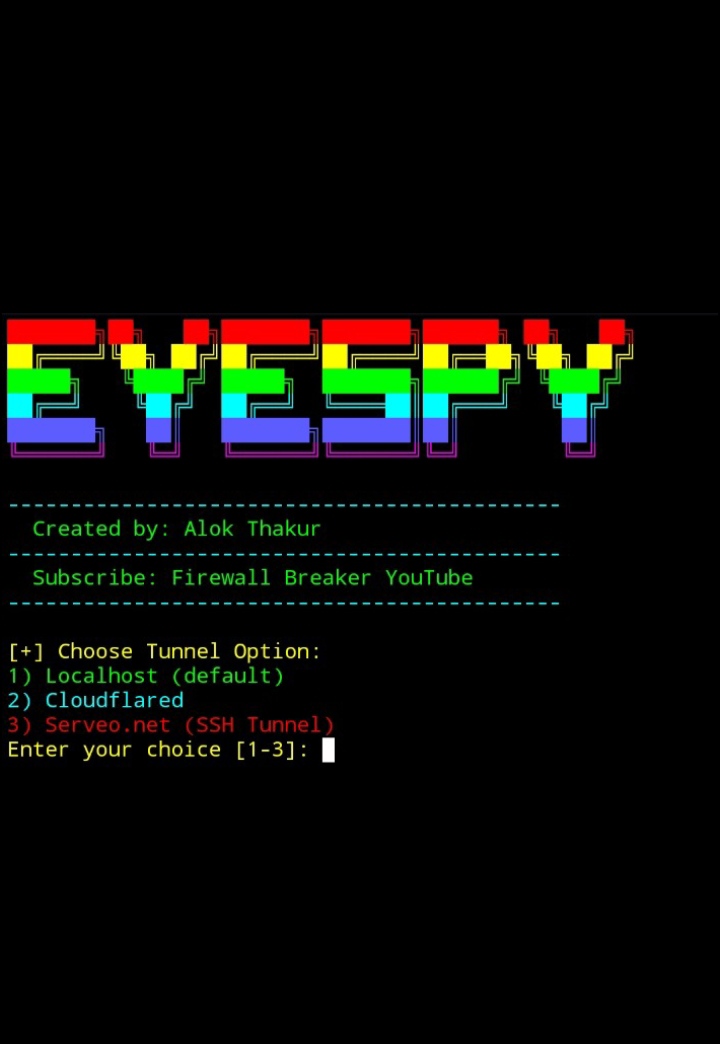 EYESPY
--------------------------------------------
Created by: Alok Thakur
--------------------------------------------
Subscribe: Firewall Breaker YouTube
--------------------------------------------
[+] Choose Tunnel Option:
1) Localhost (default)
2) Cloudflared
3) Serveo.net (SSH Tunnel)
Enter your choice [1-3]: